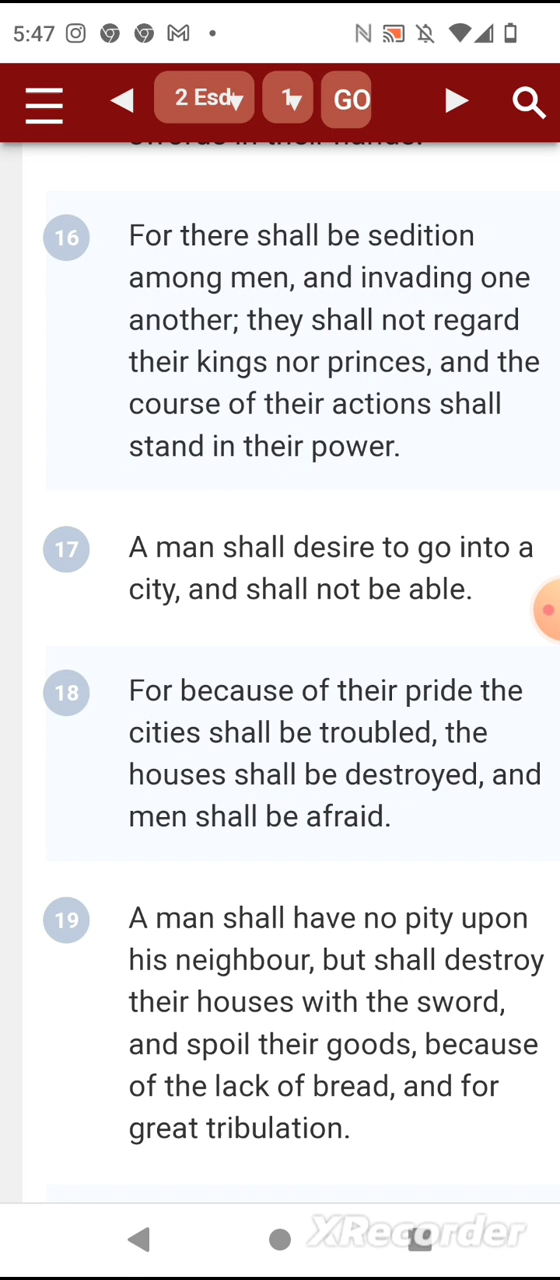 5:47
2 Esd 1 GO
swords in their hands.
16 For there shall be sedition
among men, and invading one
another; they shall not regard
their kings nor princes, and the
course of their actions shall
stand in their power.
17 A man shall desire to go into a
city, and shall not be able.
18 For because of their pride the
cities shall be troubled, the
houses shall be destroyed, and
men shall be afraid.
19 A man shall have no pity upon
his neighbour, but shall destroy
their houses with the sword,
and spoil their goods, because
of the lack of bread, and for
great tribulation.
XRecorder